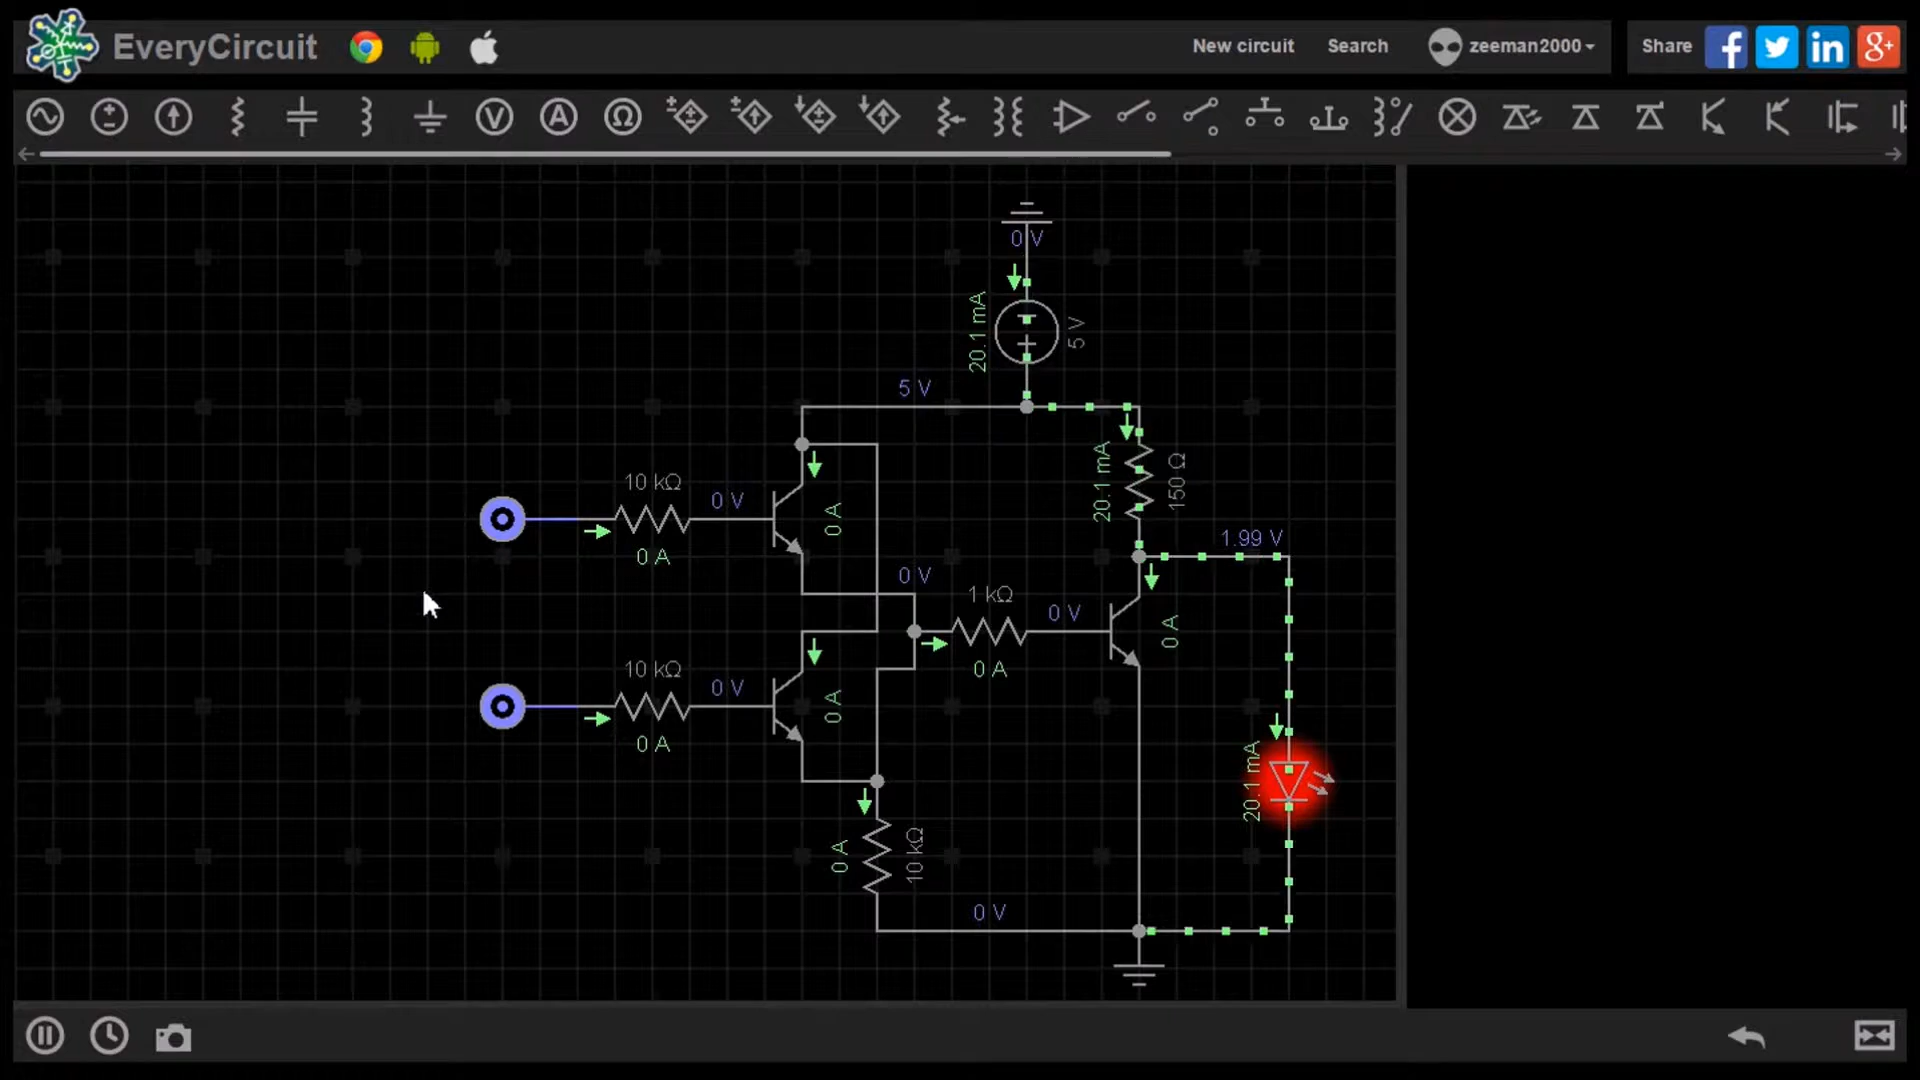 EveryCircuit
New circuit
Search
zeeman2000
Share
V
A
Ω
0 V
20.1 mA
5 V
5 V
10 kΩ
0 V
0 A
0 A
20.1 mA
150 Ω
1.99 V
0 V
1 kΩ
0 V
0 A
0 A
10 kΩ
0 V
0 A
0 A
20.1 mA
0 A
10 kΩ
0 V